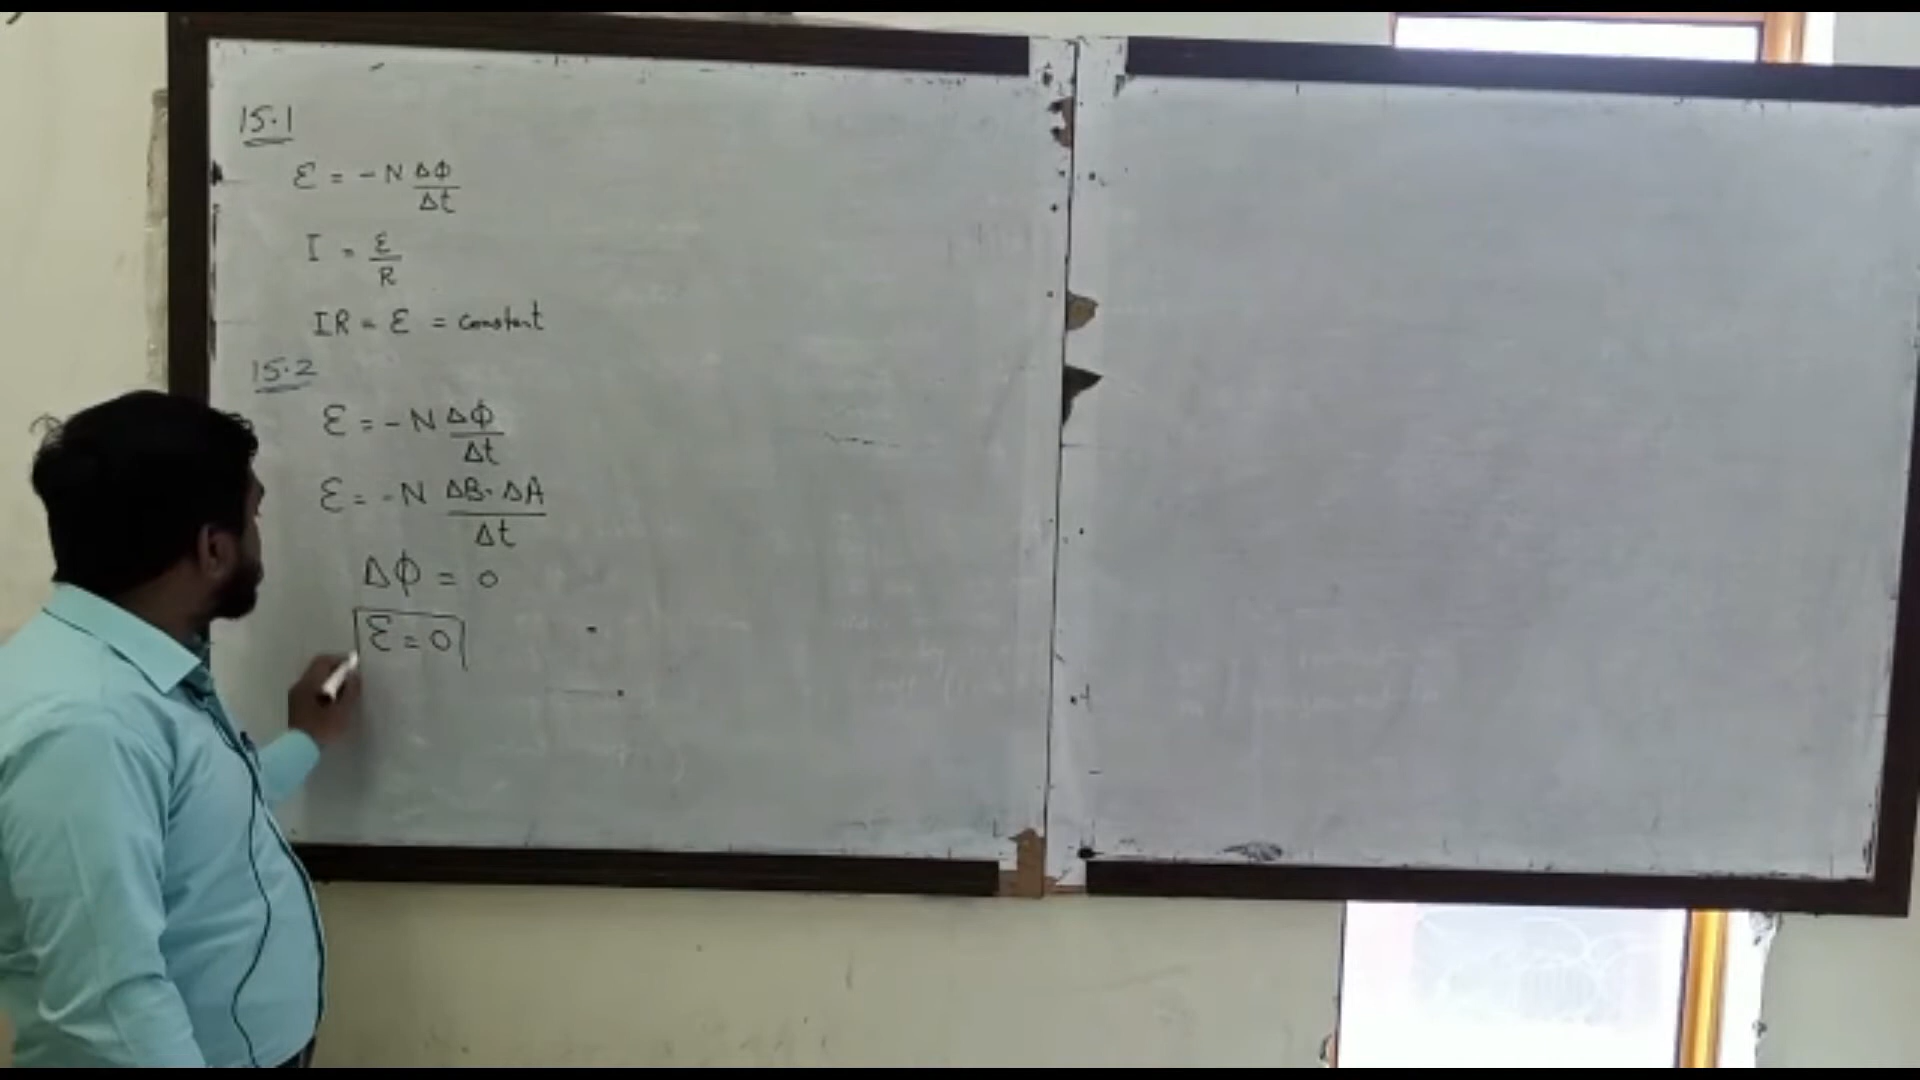 15.1
ε = -N ΔΦ/Δt
I = ε/R
IR = ε = constant
15.2
ε = -N ΔΦ/Δt
ε = -N ΔB·ΔA/Δt
ΔΦ = 0
ε = 0